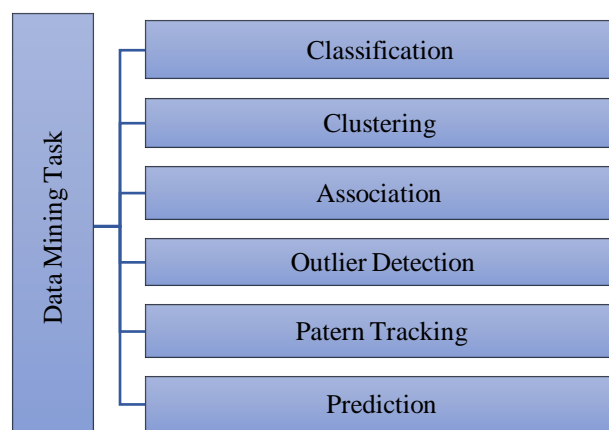 Data Mining Task
Classification
Clustering
Association
Outlier Detection
Patern Tracking
Prediction